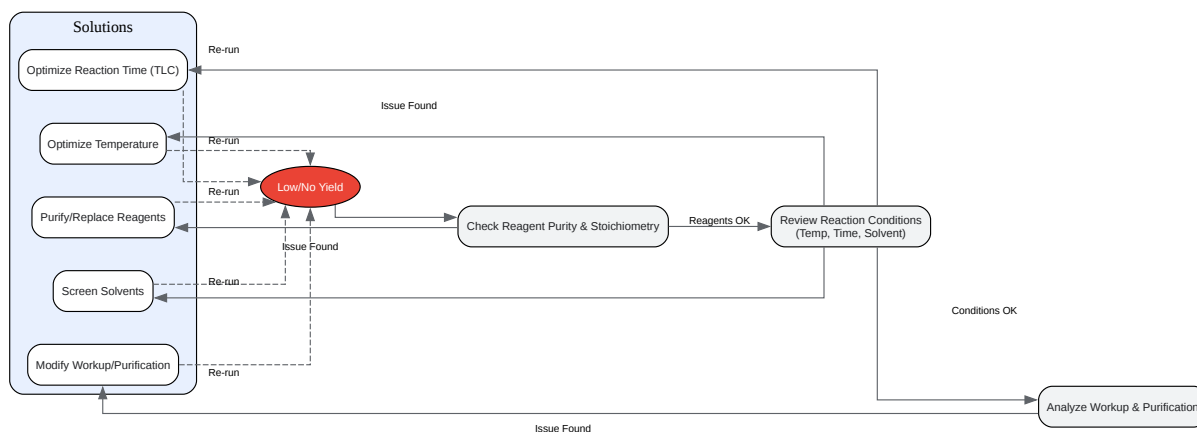 Solutions
Re-run
Optimize Reaction Time (TLC)
Issue Found
Optimize Temperature
Re-run
Low/No Yield
Re-run
Purify/Replace Reagents
Check Reagent Purity & Stoichiometry
Reagents OK
Review Reaction Conditions
(Temp, Time, Solvent)
Issue Found
Screen Solvents
Re-run
Conditions OK
Modify Workup/Purification
Re-run
Analyze Workup & Purification
Issue Found